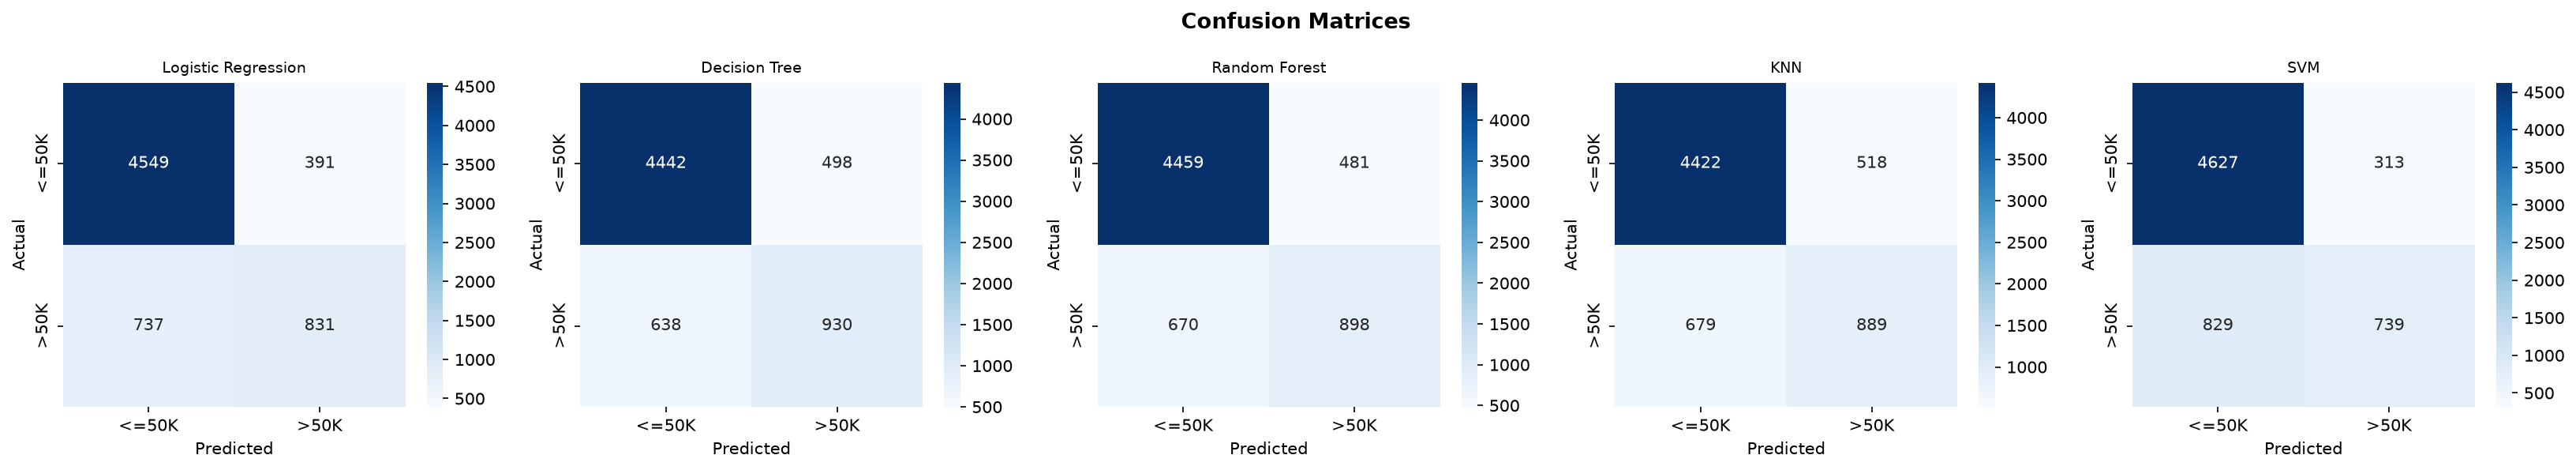 Confusion Matrices
Logistic Regression
4549 391
737 831
<=50K
>50K
Actual
<=50K >50K
Predicted
4500
4000
3500
3000
2500
2000
1500
1000
500
Decision Tree
4442 498
638 930
<=50K
>50K
Actual
<=50K >50K
Predicted
4000
3500
3000
2500
2000
1500
1000
500
Random Forest
4459 481
670 898
<=50K
>50K
Actual
<=50K >50K
Predicted
4000
3500
3000
2500
2000
1500
1000
500
KNN
4422 518
679 889
<=50K
>50K
Actual
<=50K >50K
Predicted
4000
3500
3000
2500
2000
1500
1000
SVM
4627 313
829 739
<=50K
>50K
Actual
<=50K >50K
Predicted
4500
4000
3500
3000
2500
2000
1500
1000
500